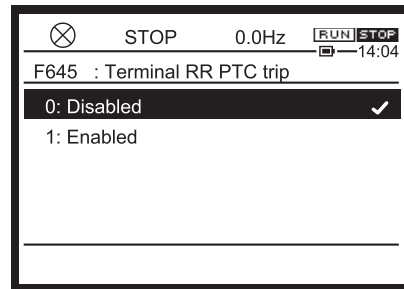 STOP 0.0Hz RUN STOP
14:04
F645 : Terminal RR PTC trip
0: Disabled
1: Enabled